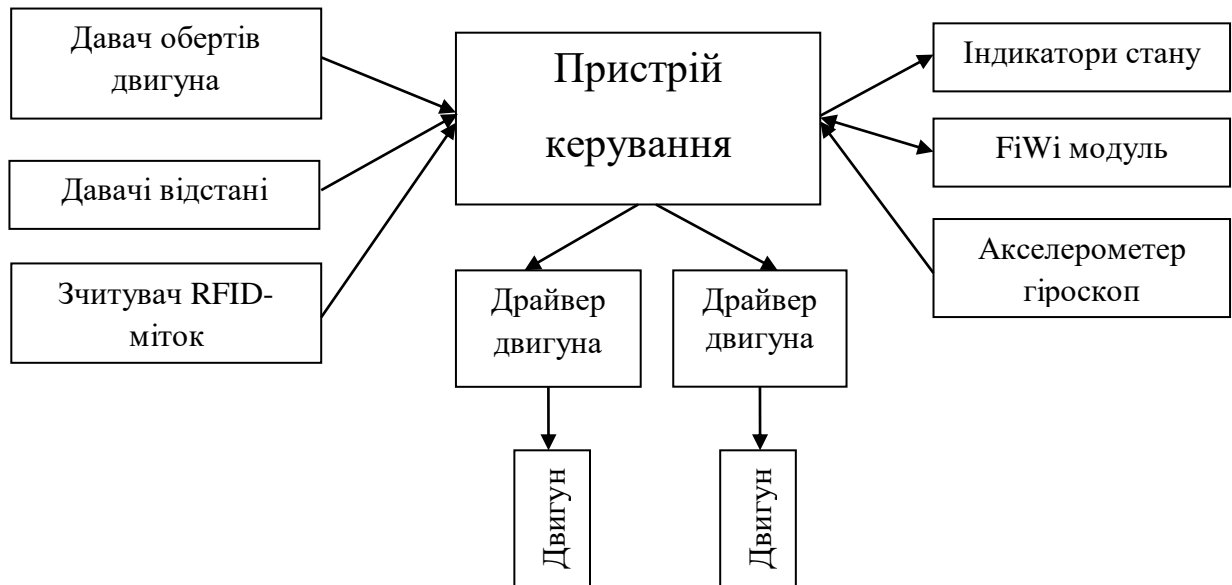 Давач обертів
двигуна
Давачі відстані
Зчитувач RFID-
міток
Пристрій
керування
Індикатори стану
FiWi модуль
Акселерометер
гіроскоп
Драйвер
двигуна
Драйвер
двигуна
Двигун
Двигун